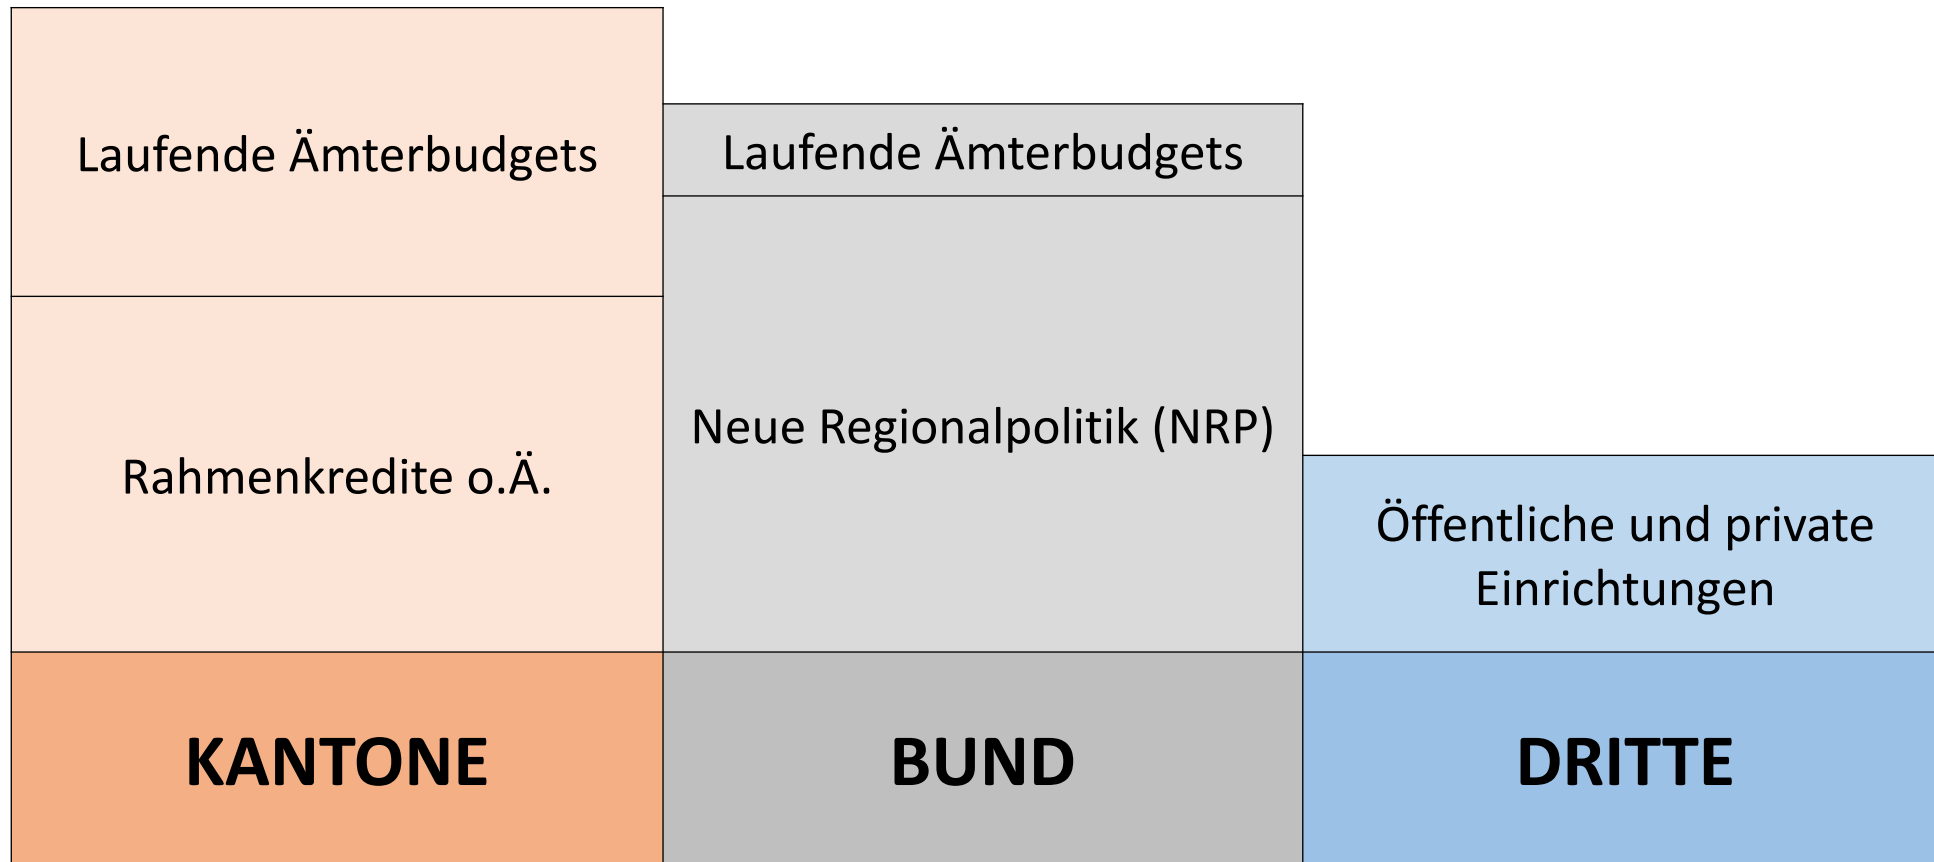 Laufende Ämterbudgets
Laufende Ämterbudgets
Rahmenkredite o.Ä.
Neue Regionalpolitik (NRP)
Öffentliche und private
Einrichtungen
KANTONE
BUND
DRITTE